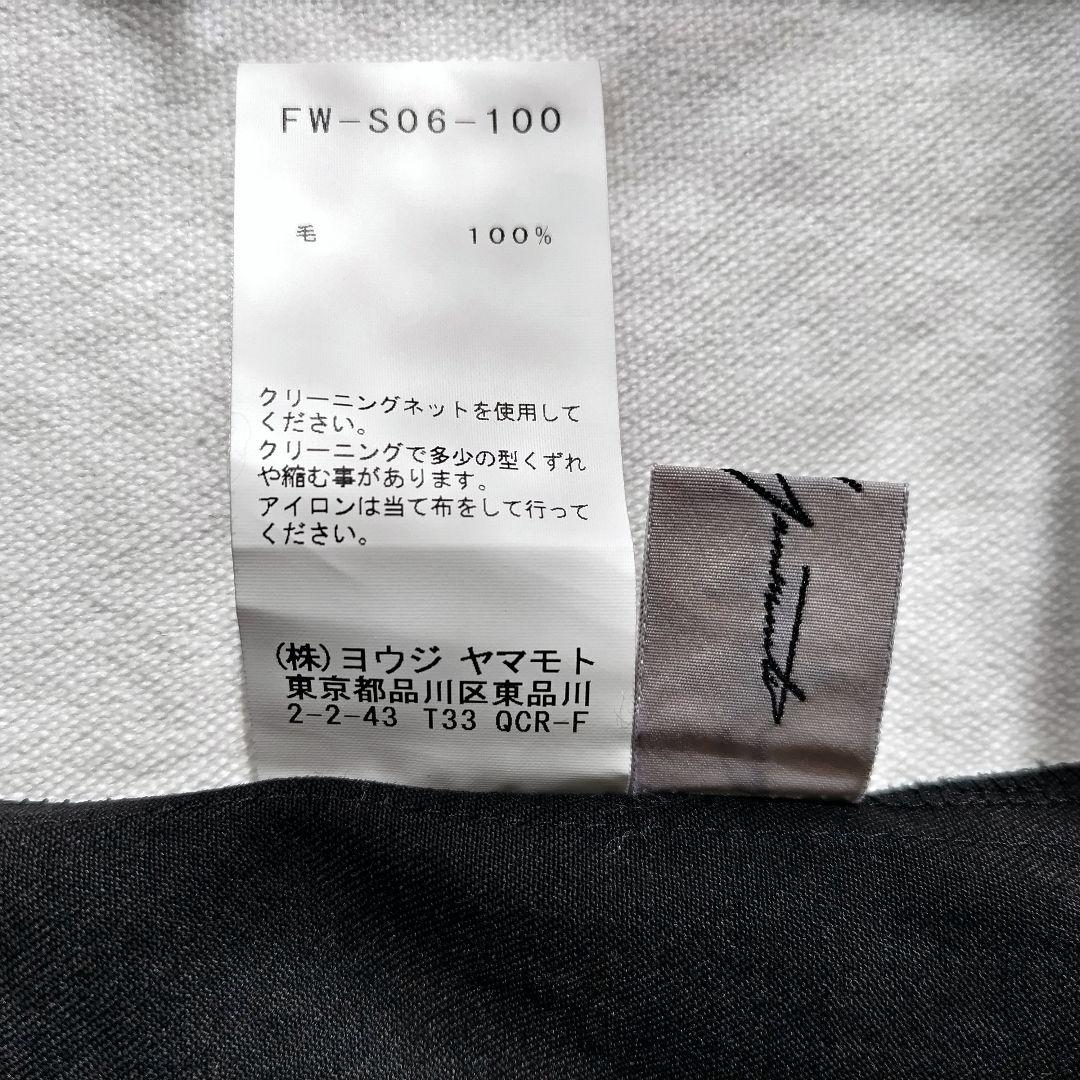 FW-S06-100
毛 100%
クリーニングネットを使用して
ください。
クリーニングで多少の型くずれ
や縮む事があります。
アイロンは当て布をして行って
ください。
(株)ヨウジ ヤマモト
東京都品川区東品川
2-2-43 T33 QCR-F
Yamamoto